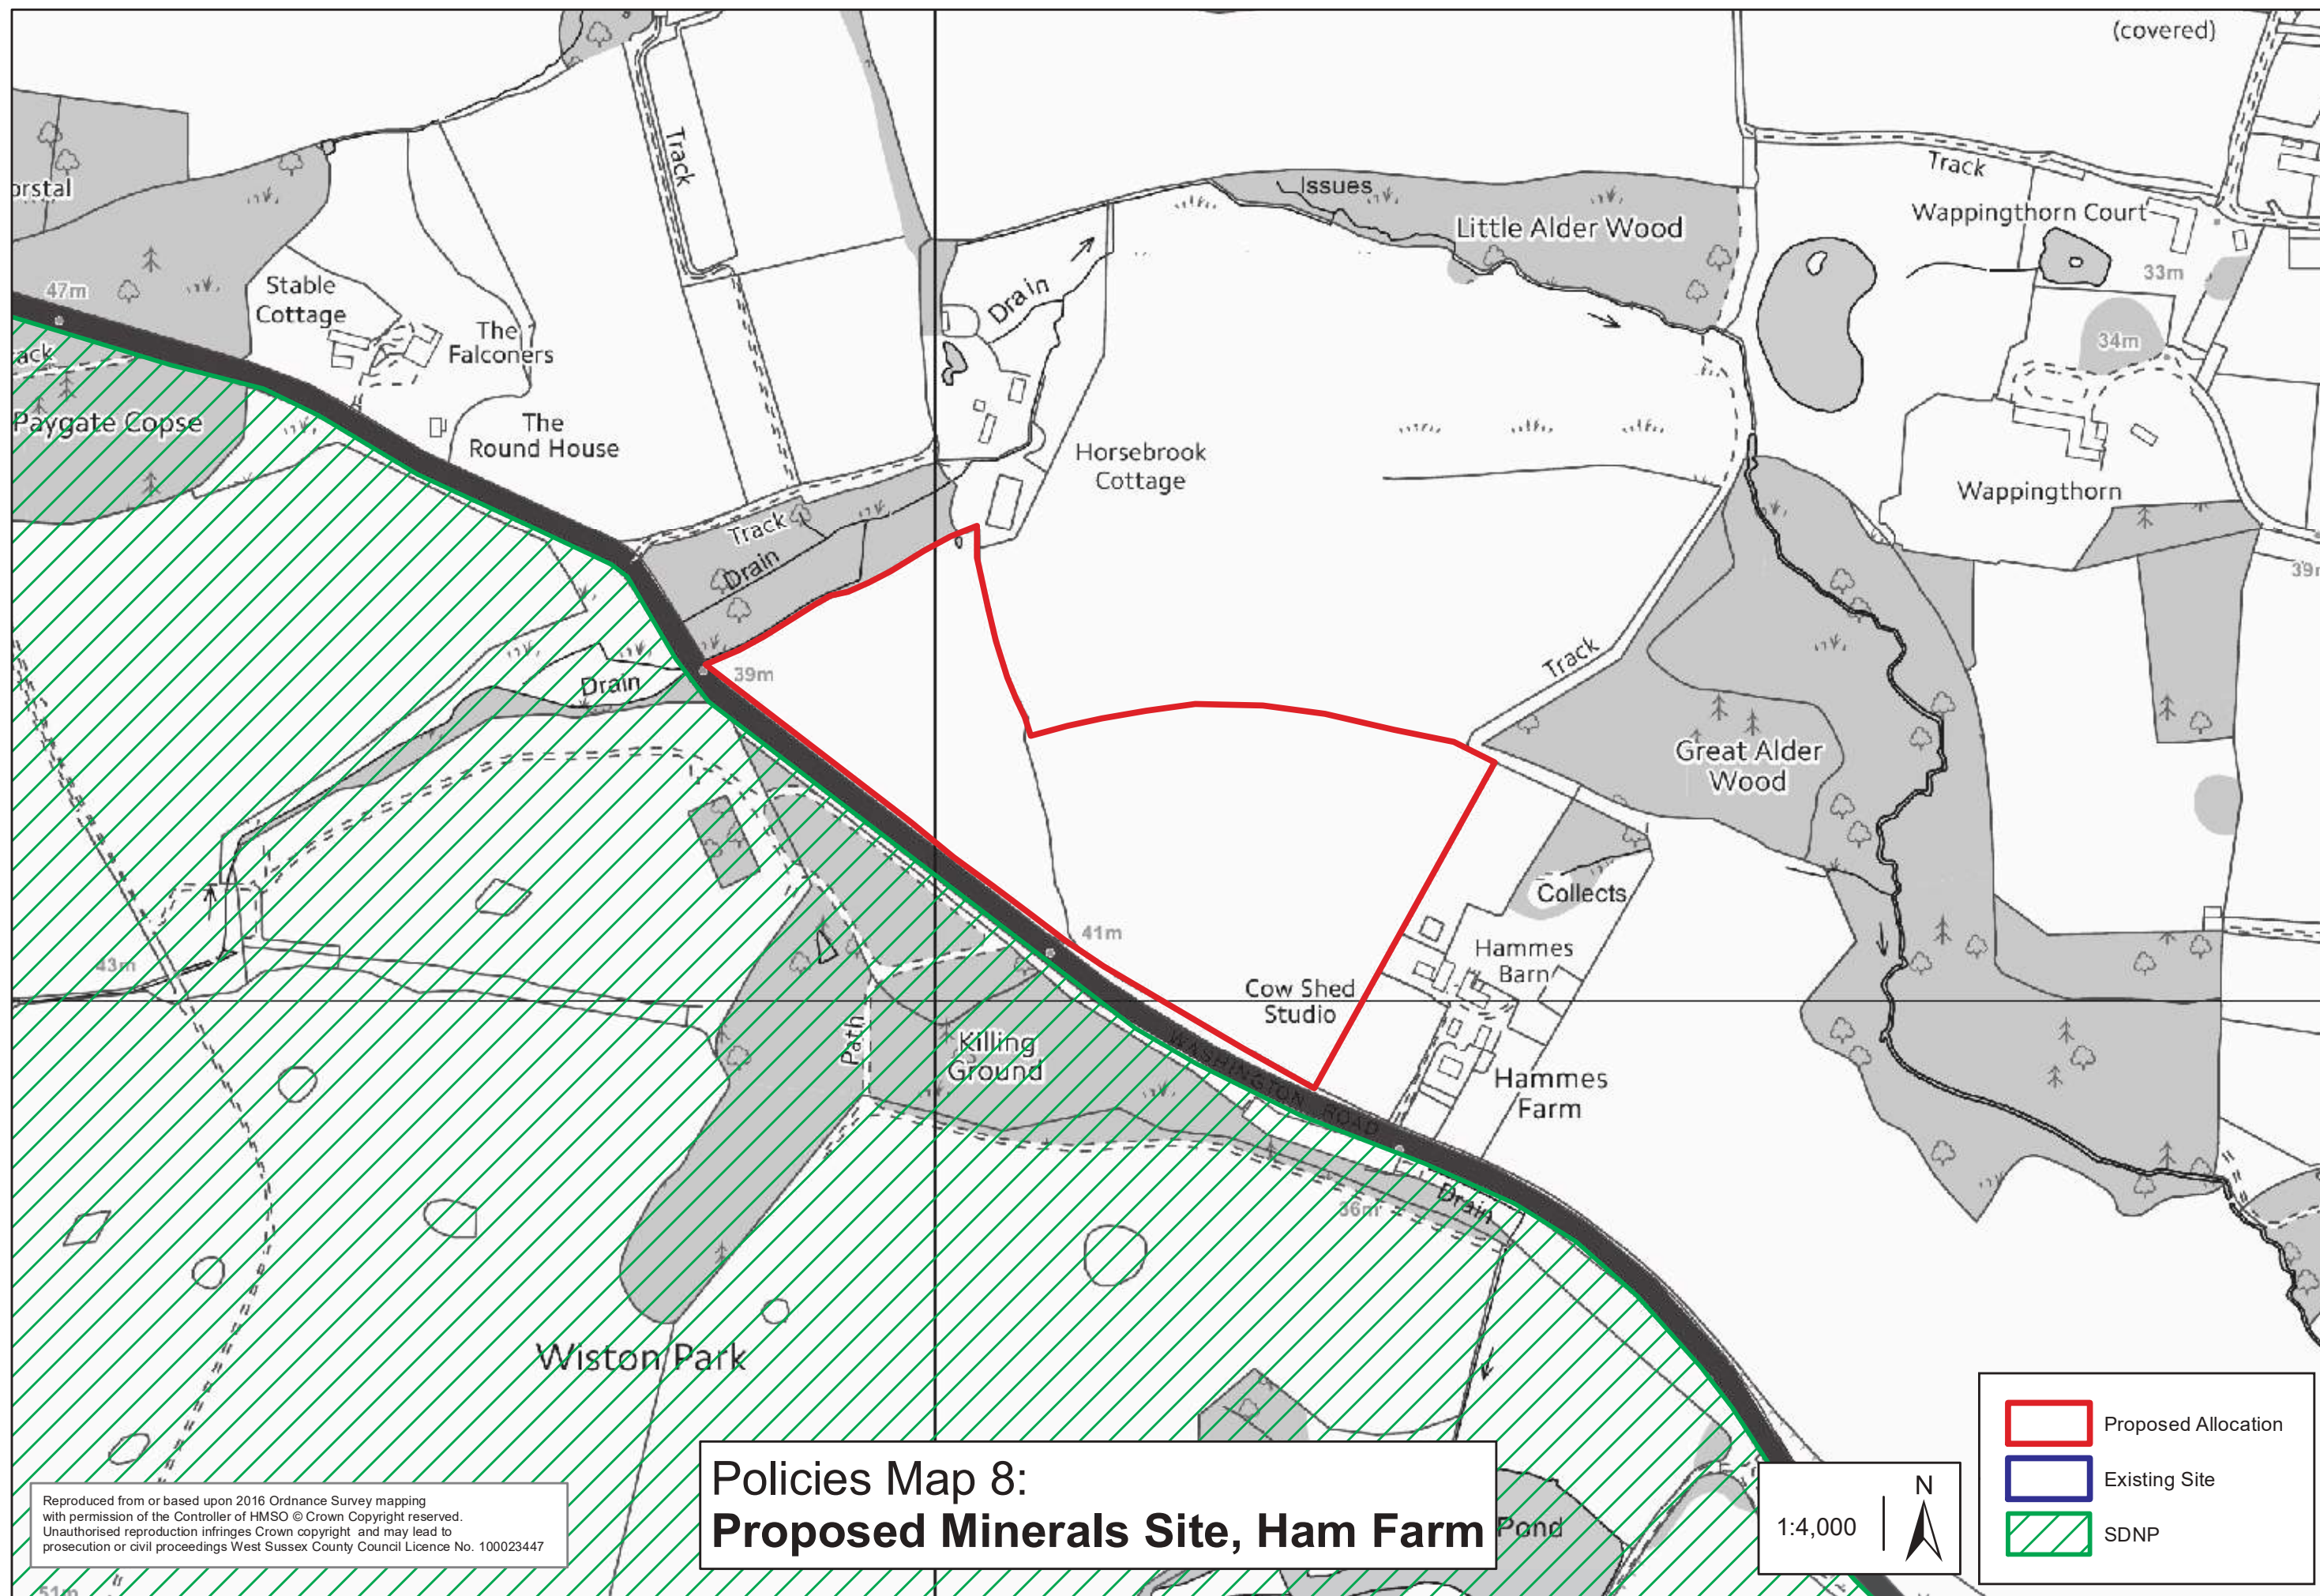 (covered)
Track
Track
orstal
Issues
Little Alder Wood
Wappingthorn Court
33m
47m
Stable
Cottage
Drain
The
Falconers
34m
ack
Paygate Copse
The
Round House
Horsebrook
Cottage
Wappingthorn
Track
Drain
39m
39m
Drain
Track
Great Alder
Wood
Collects
41m
43m
Hammes
Barn
Cow Shed
Studio
Path
Killing
Ground
WASHINGTON ROAD
Hammes
Farm
Drain
36m
Wiston Park
Pond
51m
Policies Map 8:
Proposed Minerals Site, Ham Farm
Reproduced from or based upon 2016 Ordnance Survey mapping
with permission of the Controller of HMSO © Crown Copyright reserved.
Unauthorised reproduction infringes Crown copyright and may lead to
prosecution or civil proceedings West Sussex County Council Licence No. 100023447
1:4,000
N
Proposed Allocation
Existing Site
SDNP